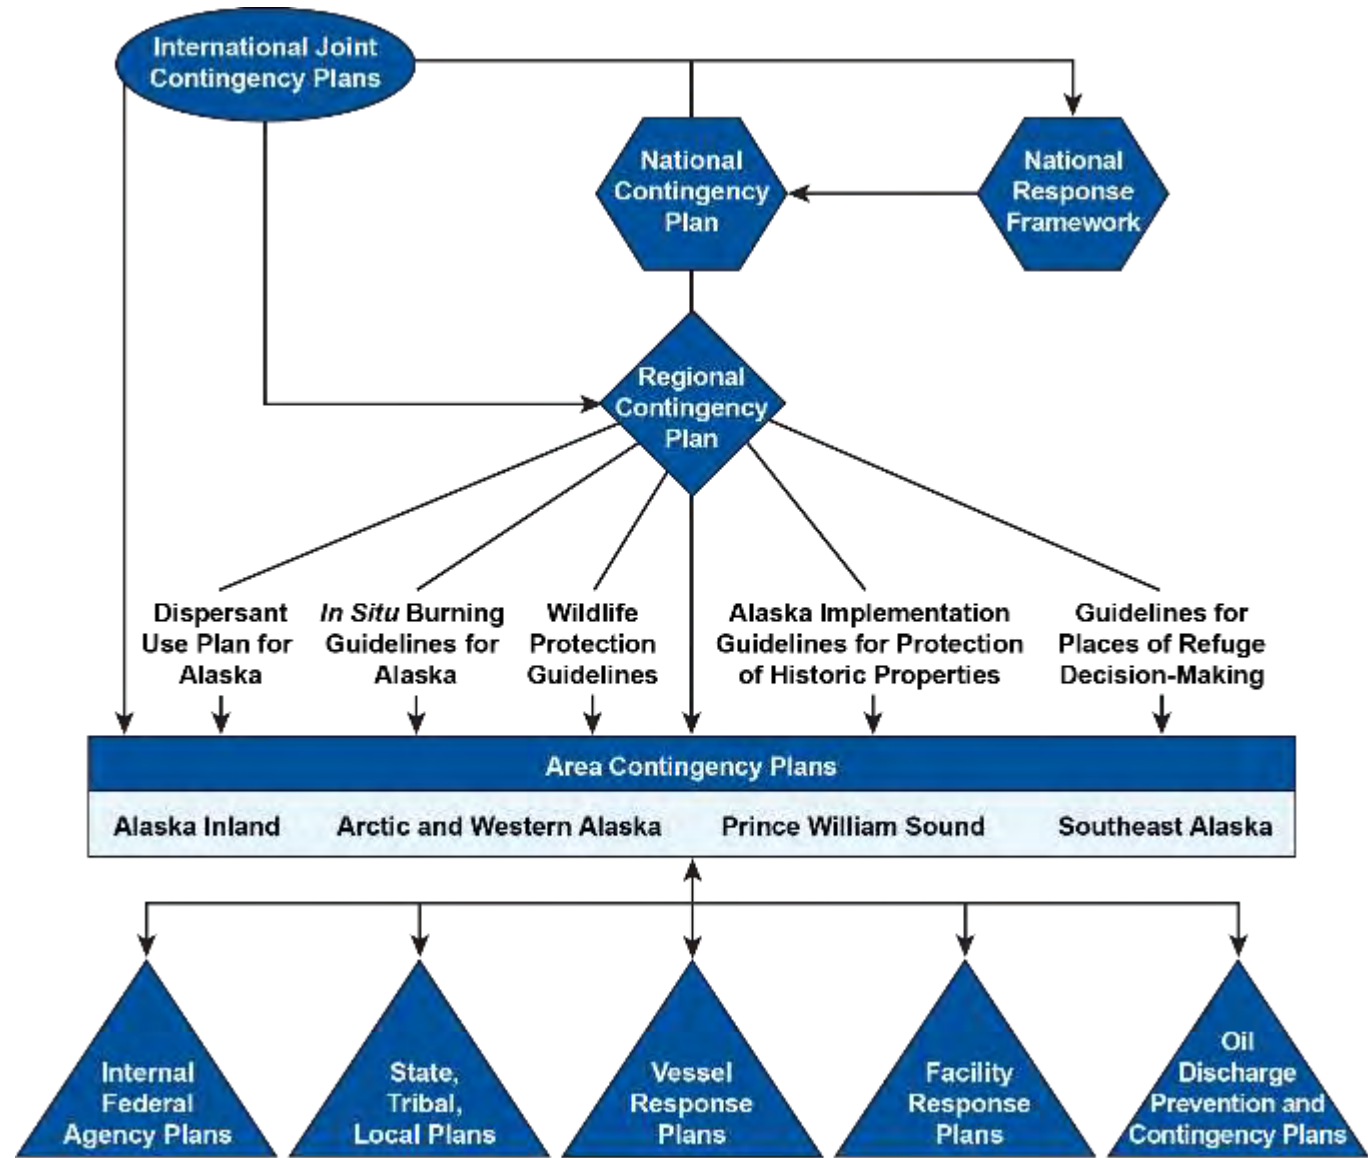 International Joint
Contingency Plans
National
Contingency
Plan
National
Response
Framework
Regional
Contingency
Plan
Dispersant
Use Plan for
Alaska
In Situ Burning
Guidelines for
Alaska
Wildlife
Protection
Guidelines
Alaska Implementation
Guidelines for Protection
of Historic Properties
Guidelines for
Places of Refuge
Decision-Making
Area Contingency Plans
Alaska Inland
Arctic and Western Alaska
Prince William Sound
Southeast Alaska
Internal
Federal
Agency Plans
State,
Tribal,
Local Plans
Vessel
Response
Plans
Facility
Response
Plans
Oil
Discharge
Prevention and
Contingency Plans